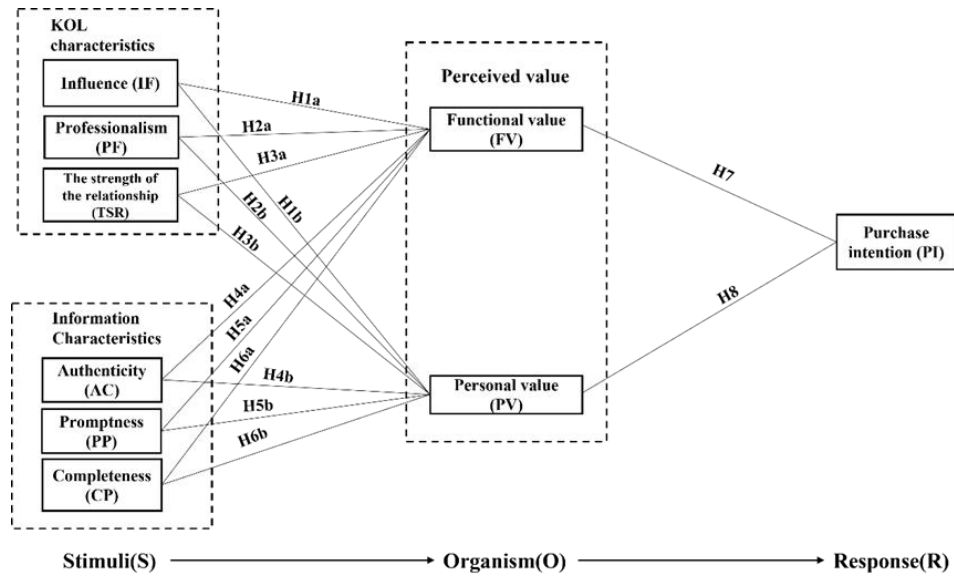 KOL
characteristics
Influence (IF)
Professionalism
(PF)
The strength of
the relationship
(TSR)
H1a
H2a
H3a
H1b
H2b
H3b
Information
Characteristics
Authenticity
(AC)
Promptness
(PP)
Completeness
(CP)
H4a
H5a
H6a
H4b
H5b
H6b
Perceived value
Functional value
(FV)
Personal value
(PV)
H7
H8
Purchase
intention (PI)
Stimuli(S)
Organism(O)
Response(R)